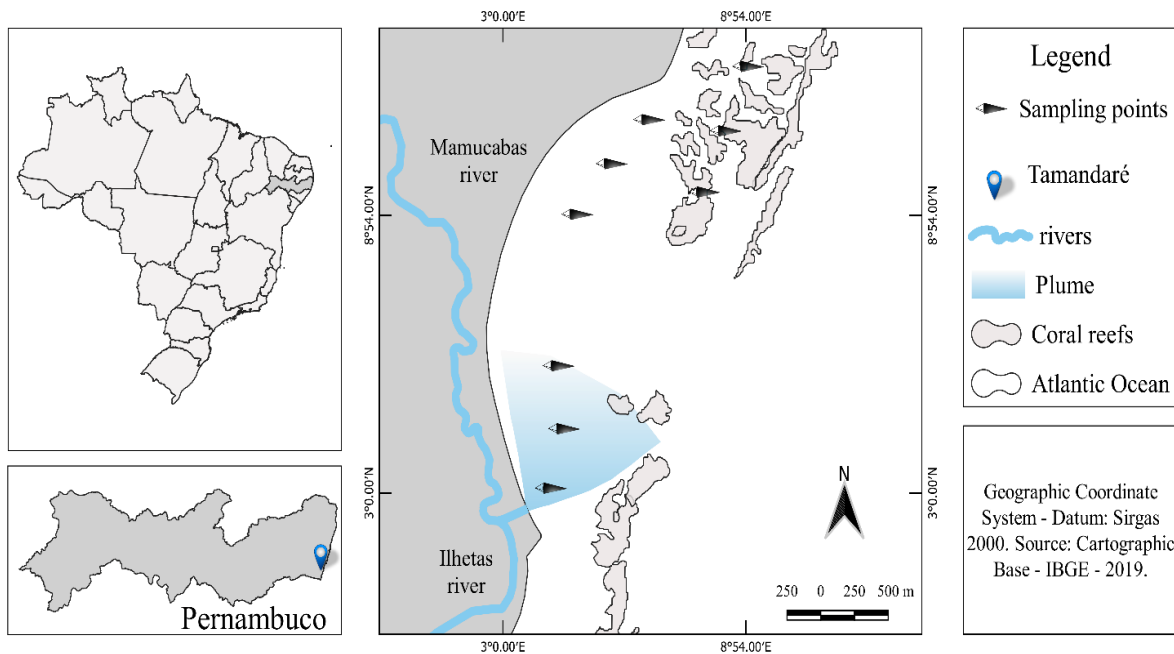 3°0.00'E
8°54.00'E
Mamucabas
river
8°54.00'N
8°54.00'N
3°0.00'N
3°0.00'N
Ilhetas
river
N
250 0 250 500 m
3°0.00'E
8°54.00'E
Pernambuco
Legend
Sampling points
Tamandaré
rivers
Plume
Coral reefs
Atlantic Ocean
Geographic Coordinate
System - Datum: Sirgas
2000. Source: Cartographic
Base - IBGE - 2019.